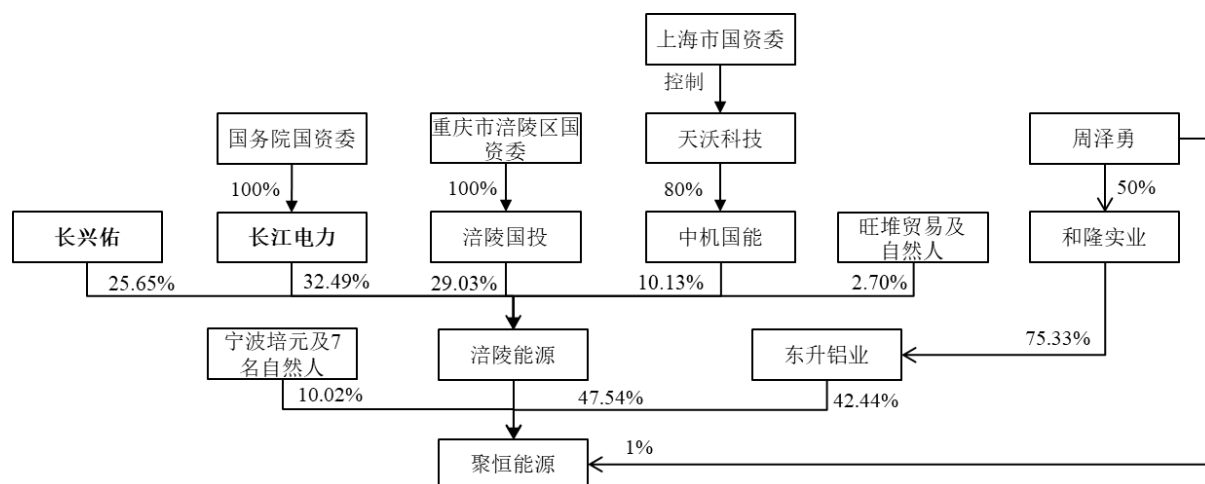 上海市国资委
控制
国务院国资委
重庆市涪陵区国
资委
天沃科技
周泽勇
100%
100%
80%
50%
长兴佑
长江电力
涪陵国投
中机国能
旺堆贸易及
自然人
和隆实业
25.65%
32.49%
29.03%
10.13%
2.70%
宁波培元及7
名自然人
涪陵能源
东升铝业
75.33%
10.02%
47.54%
42.44%
聚恒能源
1%